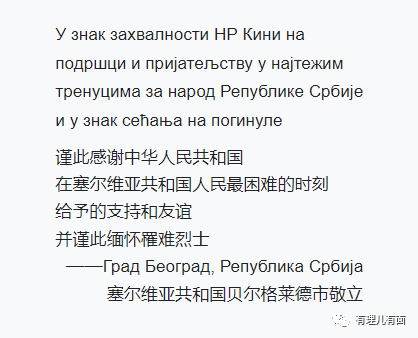 У знак захвалности НР Кини на
подршци и пријатељству у најтежим
тренуцима за народ Републике Србије
и у знак сећања на погинуле
谨此感谢中华人民共和国
在塞尔维亚共和国人民最困难的时刻
给予的支持和友谊
并谨此缅怀罹难烈士
——Град Београд, Република Србија
塞尔维亚共和国贝尔格莱德市敬立
有理儿有面